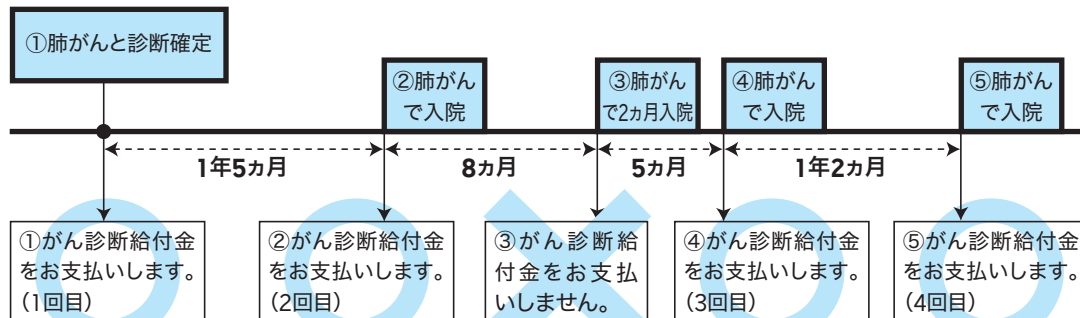 ①肺がんと診断確定
②肺がん
で入院
③肺がん
で2ヵ月入院
④肺がん
で入院
⑤肺がん
で入院
1年5ヵ月
8ヵ月
5ヵ月
1年2ヵ月
①がん診断給付金
をお支払いします。
(1回目)
②がん診断給付金
をお支払いします。
(2回目)
③がん診断給
付金をお支払
いしません。
④がん診断給付金
をお支払いします。
(3回目)
⑤がん診断給付金
をお支払いします。
(4回目)